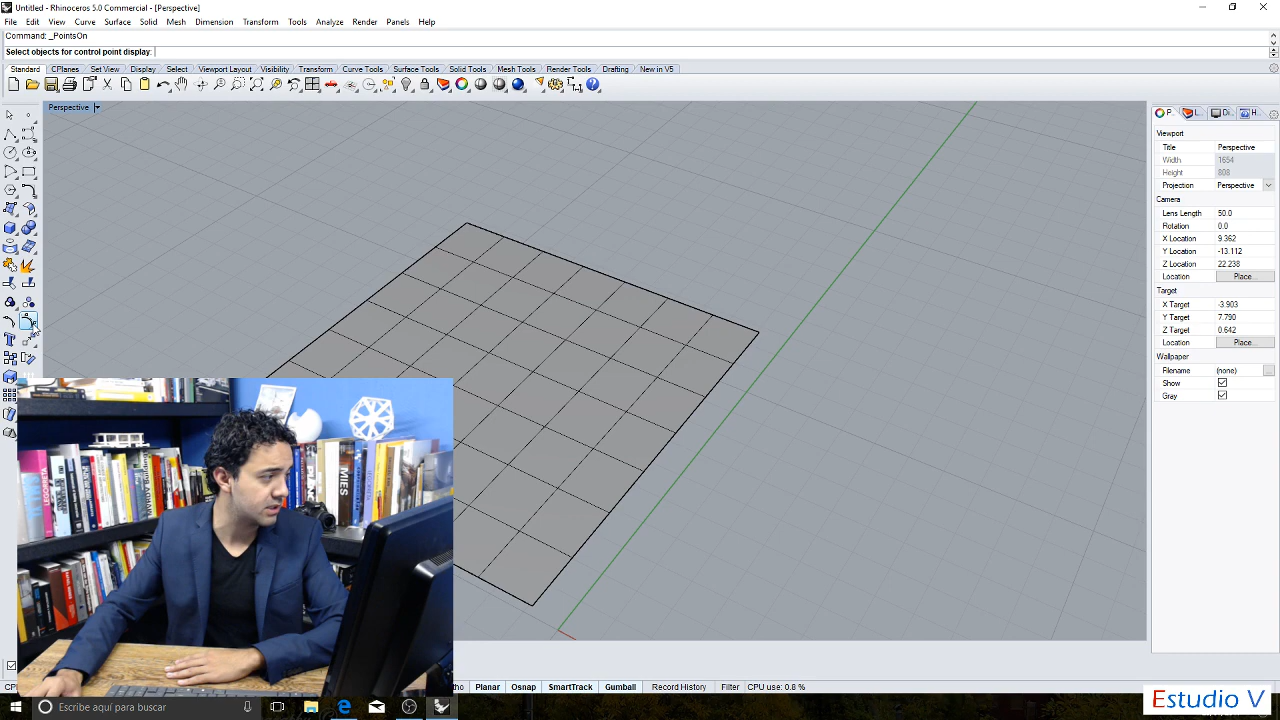 Untitled - Rhinoceros 5.0 Commercial - [Perspective]
File Edit View Curve Surface Solid Mesh Dimension Transform Tools Analyze Render Panels Help
Command: _PointsOn
Select objects for control point display:
Standard CPlanes Set View Display Select Viewport Layout Visibility Transform Curve Tools Surface Tools Solid Tools Mesh Tools Render Tools Drafting New in V5
Perspective
P... L... Di... H...
Viewport
Title Perspective
Width 1654
Height 808
Projection Perspective
Camera
Lens Length 50.0
Rotation 0.0
X Location 9.362
Y Location -13.112
Z Location 22.238
Location Place...
Target
X Target -3.903
Y Target 7.790
Z Target 0.642
Location Place...
Wallpaper
Filename (none) ...
Show
Gray
MIES
CP
tho Planar Osnap SmartTrack Gumball Record History Filter CPU use: 0.8 %
Escribe aquí para buscar
Estudio V